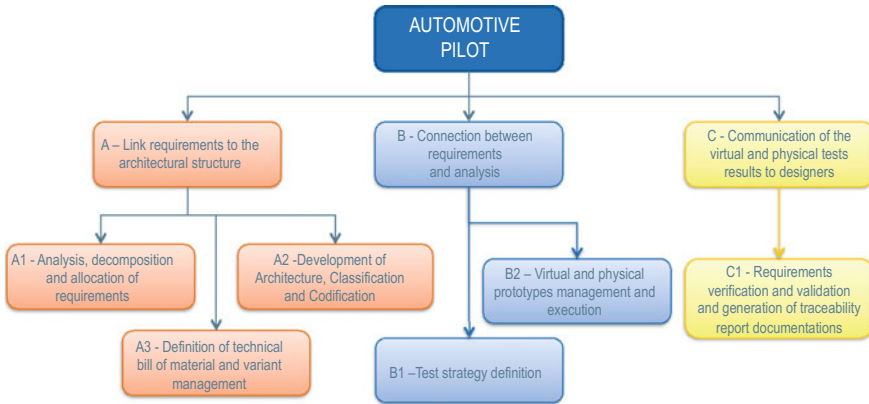 AUTOMOTIVE
PILOT
A – Link requirements to the
architectural structure
B - Connection between
requirements
and analysis
C - Communication of the
virtual and physical tests
results to designers
A1 - Analysis, decomposition
and allocation of
requirements
A2 -Development of
Architecture, Classification
and Codification
B2 – Virtual and physical
prototypes management and
execution
C1 - Requirements
verification and validation
and generation of traceability
report documentations
A3 - Definition of technical
bill of material and variant
management
B1 –Test strategy definition